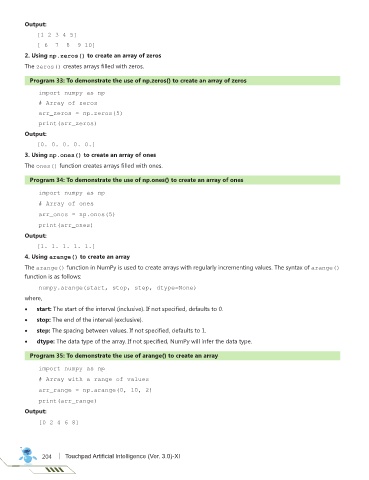 Output:
[1 2 3 4 5]
[ 6 7 8 9 10]
2. Using np.zeros() to create an array of zeros
The zeros() creates arrays filled with zeros.
Program 33: To demonstrate the use of np.zeros() to create an array of zeros
import numpy as np
# Array of zeros
arr_zeros = np.zeros(5)
print(arr_zeros)
Output:
[0. 0. 0. 0. 0.]
3. Using np.ones() to create an array of ones
The ones() function creates arrays filled with ones.
Program 34: To demonstrate the use of np.ones() to create an array of ones
import numpy as np
# Array of ones
arr_ones = np.ones(5)
print(arr_ones)
Output:
[1. 1. 1. 1. 1.]
4. Using arange() to create an array
The arange() function in NumPy is used to create arrays with regularly incrementing values. The syntax of arange()
function is as follows:
numpy.arange(start, stop, step, dtype=None)
where,
• start: The start of the interval (inclusive). If not specified, defaults to 0.
• stop: The end of the interval (exclusive).
• step: The spacing between values. If not specified, defaults to 1.
• dtype: The data type of the array. If not specified, NumPy will infer the data type.
Program 35: To demonstrate the use of arange() to create an array
import numpy as np
# Array with a range of values
arr_range = np.arange(0, 10, 2)
print(arr_range)
Output:
[0 2 4 6 8]
204 | Touchpad Artificial Intelligence (Ver. 3.0)-XI